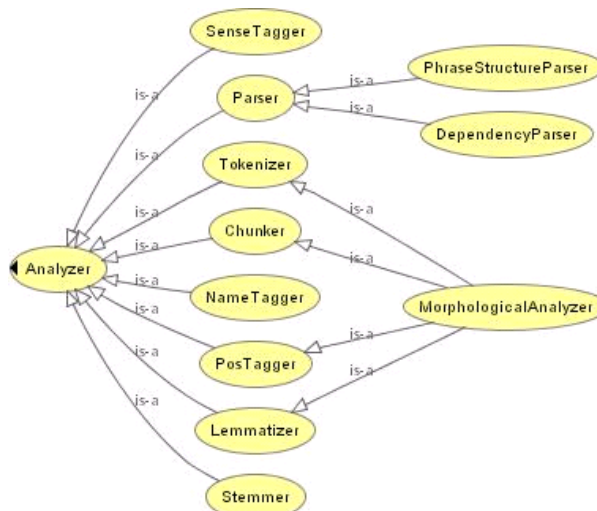 SenseTagger
is-a
PhraseStructureParser
is-a
Parser
is-a
DependencyParser
is-a
Tokenizer
is-a
is-a
Chunker
is-a
is-a
Analyzer
is-a
NameTagger
MorphologicalAnalyzer
is-a
is-a
PosTagger
is-a
is-a
Lemmatizer
is-a
Stemmer